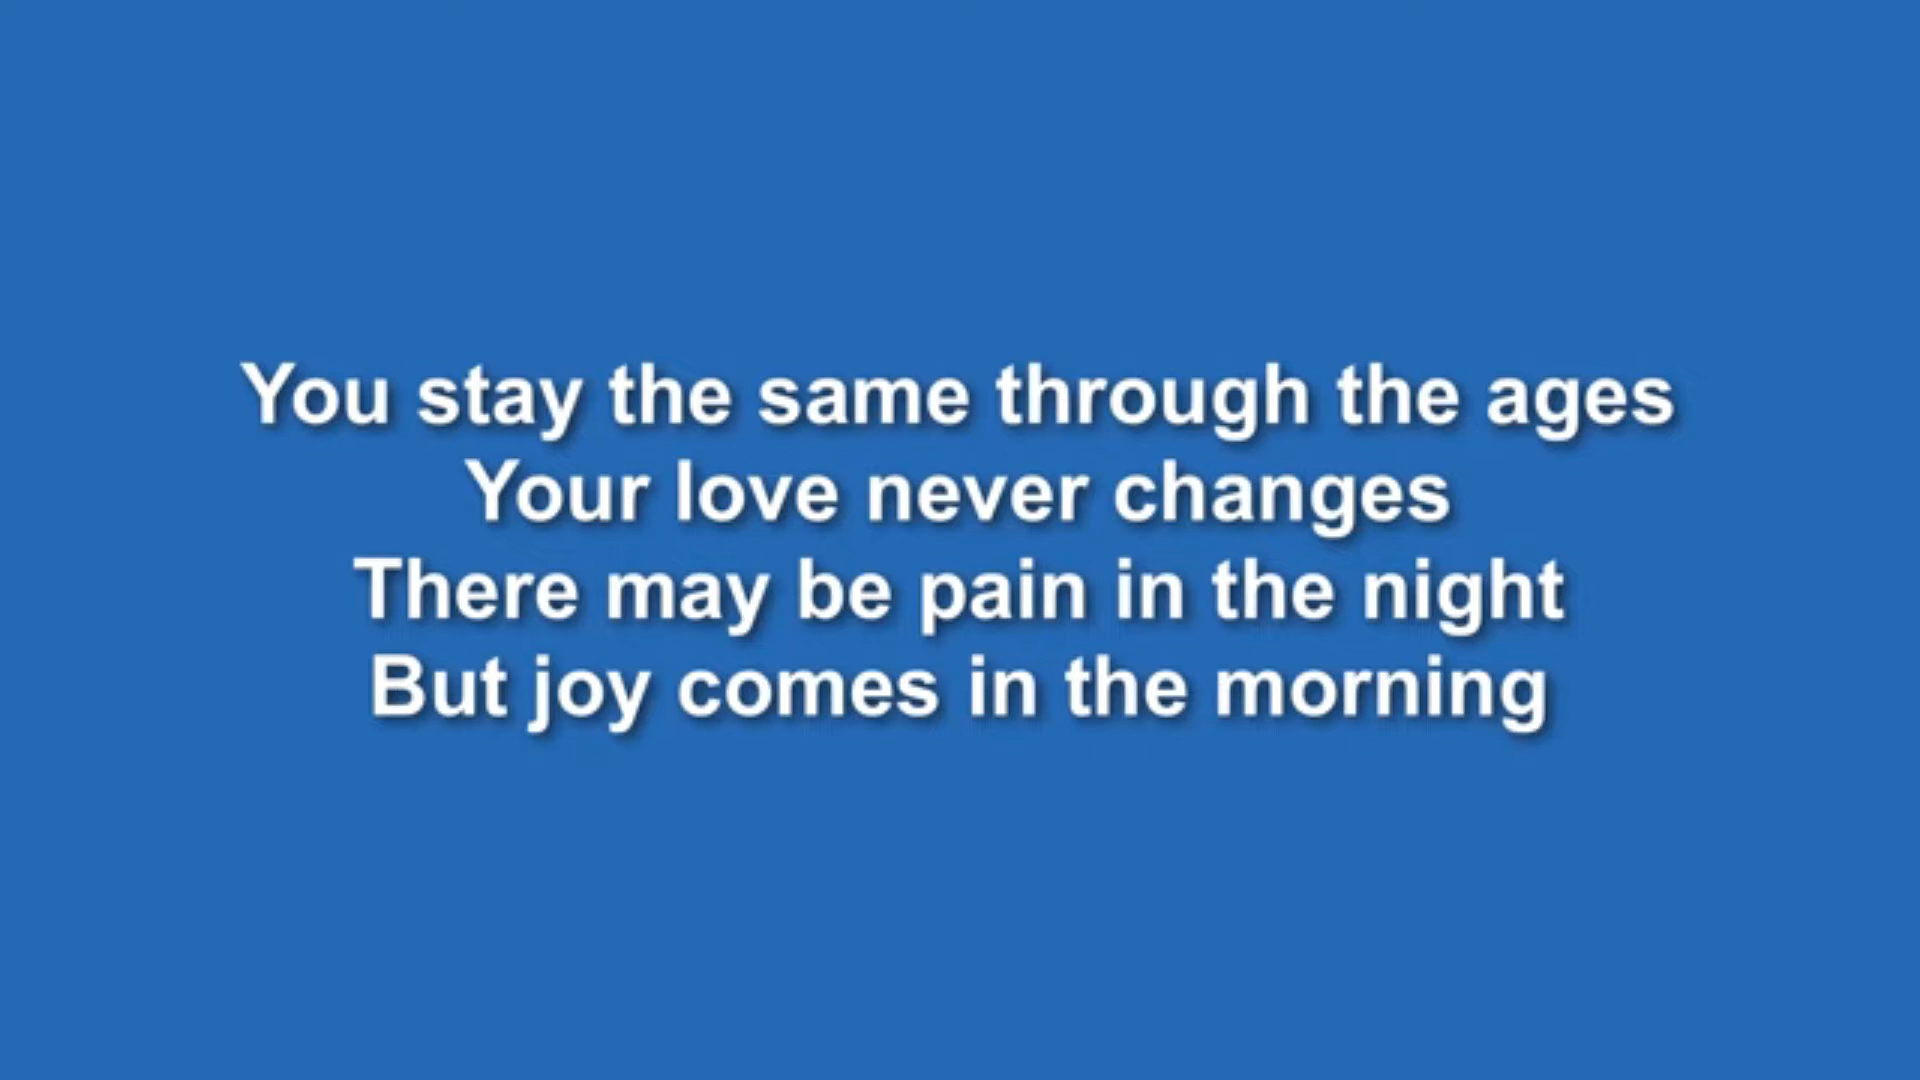 You stay the same through the ages
Your love never changes
There may be pain in the night
But joy comes in the morning